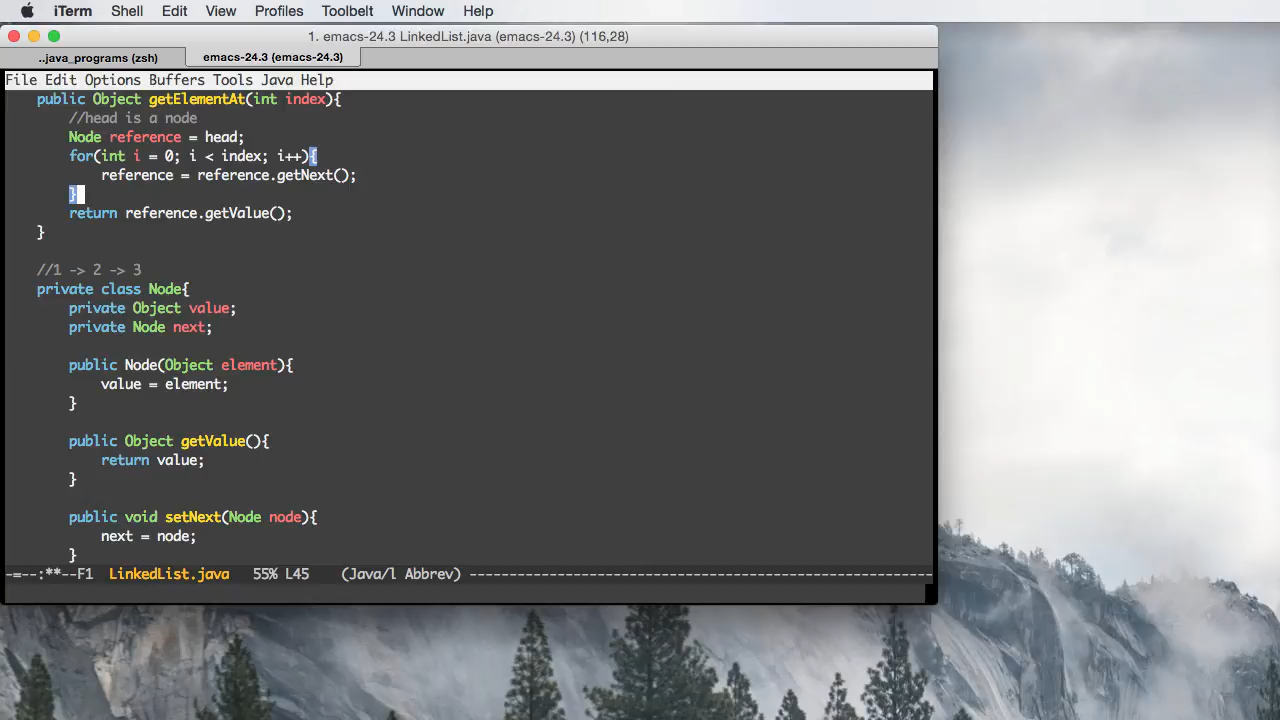 iTerm Shell Edit View Profiles Toolbelt Window Help
1. emacs-24.3 LinkedList.java (emacs-24.3) (116,28)
..java_programs (zsh) emacs-24.3 (emacs-24.3)
File Edit Options Buffers Tools Java Help
public Object getElementAt(int index){
//head is a node
Node reference = head;
for(int i = 0; i < index; i++){
reference = reference.getNext();
}
return reference.getValue();
}
//1 -> 2 -> 3
private class Node{
private Object value;
private Node next;
public Node(Object element){
value = element;
}
public Object getValue(){
return value;
}
public void setNext(Node node){
next = node;
}
-=--:**--F1 LinkedList.java 55% L45 (Java/l Abbrev) ----------------------------------------------------------